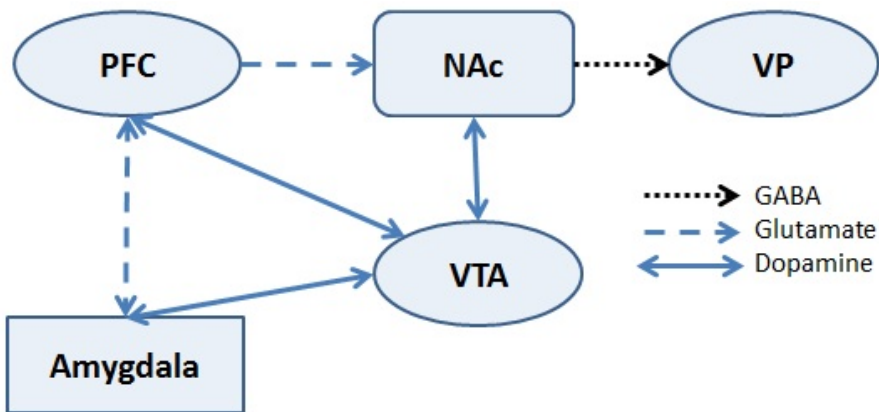 PFC
NAc
VP
GABA
Glutamate
Dopamine
VTA
Amygdala